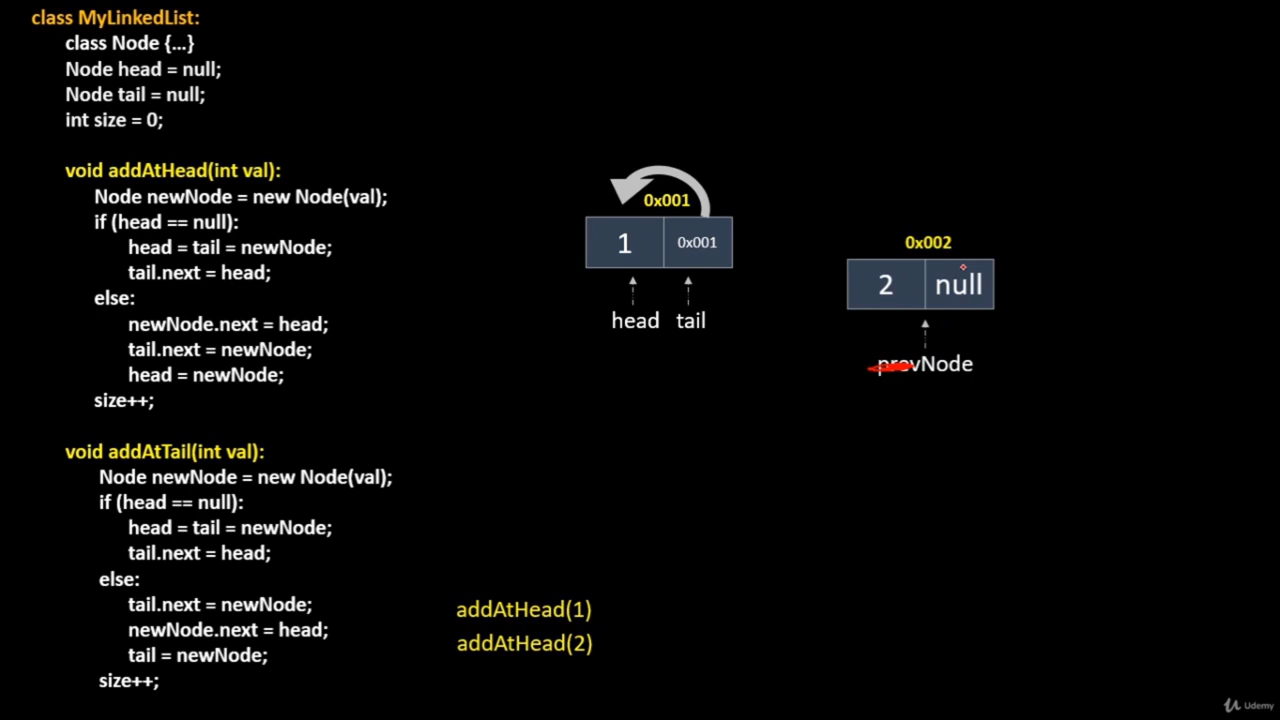 class MyLinkedList:
class Node {...}
Node head = null;
Node tail = null;
int size = 0;
void addAtHead(int val):
Node newNode = new Node(val);
if (head == null):
head = tail = newNode;
tail.next = head;
else:
newNode.next = head;
tail.next = newNode;
head = newNode;
size++;
void addAtTail(int val):
Node newNode = new Node(val);
if (head == null):
head = tail = newNode;
tail.next = head;
else:
tail.next = newNode;
newNode.next = head;
tail = newNode;
size++;
0x001
1 0x001
head tail
0x002
2 null
prevNode
addAtHead(1)
addAtHead(2)
Udemy